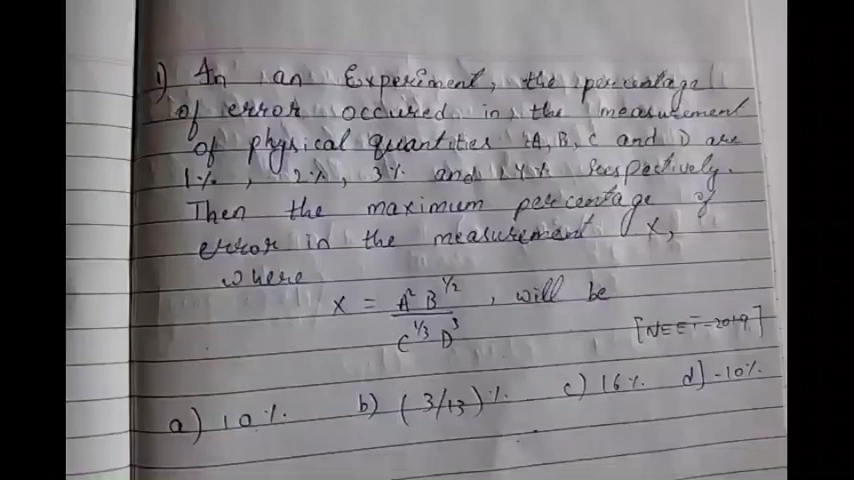 1) In an Experiment, the percentage
of error occured in the measurement
of physical quantities A, B, C and D are
1%, 2%, 3% and 4% respectively.
Then the maximum percentage of
error in the measurement X,
where
X = A² B^1/2 / C^1/3 D³, will be
[NEET-2019]
a) 10% b) (3/13)% c) 16% d) -10%